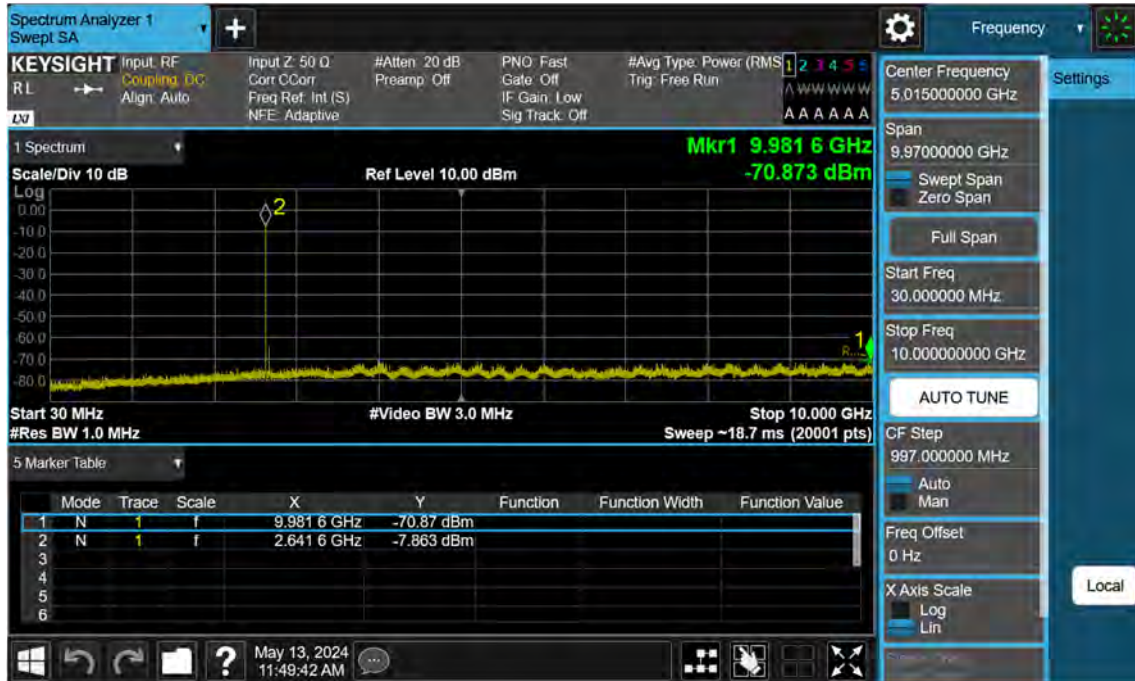 Spectrum Analyzer 1
Swept SA
+
Frequency
KEYSIGHT
RL
LXI
Input: RF
Coupling: DC
Align: Auto
Input Z: 50 Ω
Corr CCorr
Freq Ref: Int (S)
NFE: Adaptive
#Atten: 20 dB
Preamp: Off
PNO: Fast
Gate: Off
IF Gain: Low
Sig Track: Off
#Avg Type: Power (RMS
Trig: Free Run
1 2 3 4 5 6
A W W W W W
A A A A A A
1 Spectrum
Scale/Div 10 dB
Ref Level 10.00 dBm
Mkr1 9.981 6 GHz
-70.873 dBm
Log
0.00
-10.0
-20.0
-30.0
-40.0
-50.0
-60.0
-70.0
-80.0
2
1
Start 30 MHz
#Video BW 3.0 MHz
Stop 10.000 GHz
#Res BW 1.0 MHz
Sweep ~18.7 ms (20001 pts)
5 Marker Table
Mode Trace Scale X Y Function Function Width Function Value
1 N 1 f 9.981 6 GHz -70.87 dBm
2 N 1 f 2.641 6 GHz -7.863 dBm
3
4
5
6
May 13, 2024
11:49:42 AM
Center Frequency
5.015000000 GHz
Span
9.97000000 GHz
Swept Span
Zero Span
Full Span
Start Freq
30.000000 MHz
Stop Freq
10.000000000 GHz
AUTO TUNE
CF Step
997.000000 MHz
Auto
Man
Freq Offset
0 Hz
X Axis Scale
Log
Lin
Settings
Local